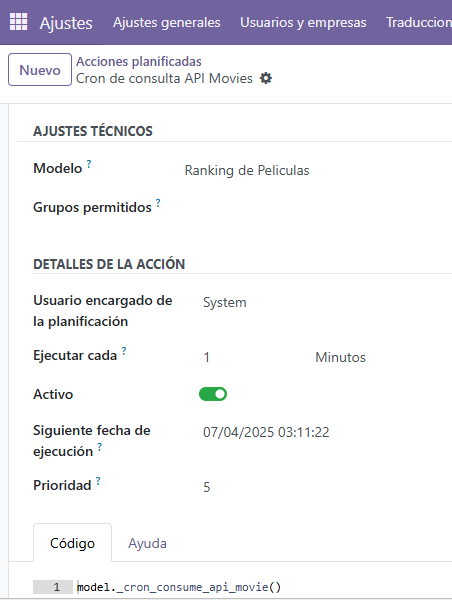 Ajustes Ajustes generales Usuarios y empresas Traduccion
Nuevo
Acciones planificadas
Cron de consulta API Movies
AJUSTES TÉCNICOS
Modelo ? Ranking de Peliculas
Grupos permitidos ?
DETALLES DE LA ACCIÓN
Usuario encargado de
la planificación
System
Ejecutar cada ? 1 Minutos
Activo
Siguiente fecha de
ejecución ?
07/04/2025 03:11:22
Prioridad ? 5
Código Ayuda
1 model._cron_consume_api_movie()